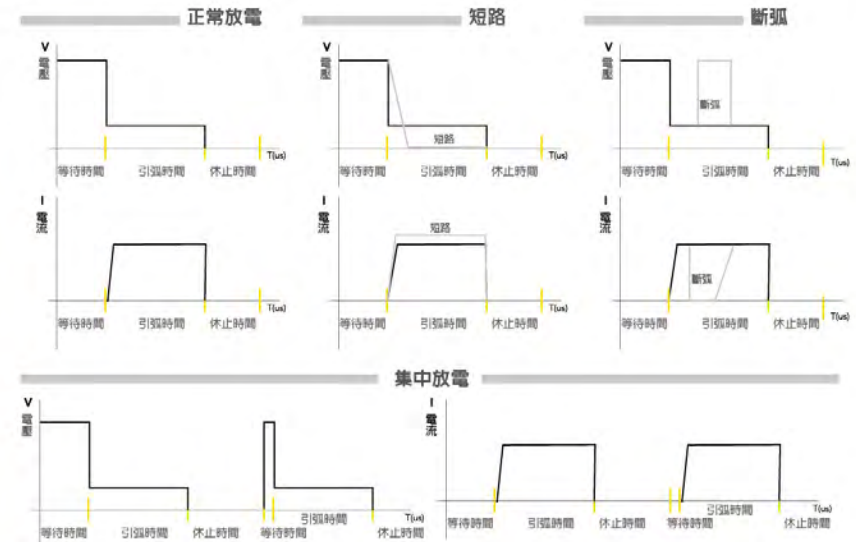 正常放電
短路
斷弧
V
電壓
T(us)
等待時間 引弧時間 休止時間
V
電壓
短路
T(us)
等待時間 引弧時間 休止時間
V
電壓
斷弧
T(us)
等待時間 引弧時間 休止時間
I
電流
T(us)
等待時間 引弧時間 休止時間
I
電流
短路
T(us)
等待時間 引弧時間 休止時間
I
電流
斷弧
T(us)
等待時間 引弧時間 休止時間
集中放電
V
電壓
引弧時間
T(us)
等待時間 引弧時間 休止時間 等待時間 休止時間
I
電流
引弧時間
T(us)
等待時間 引弧時間 休止時間 等待時間 休止時間